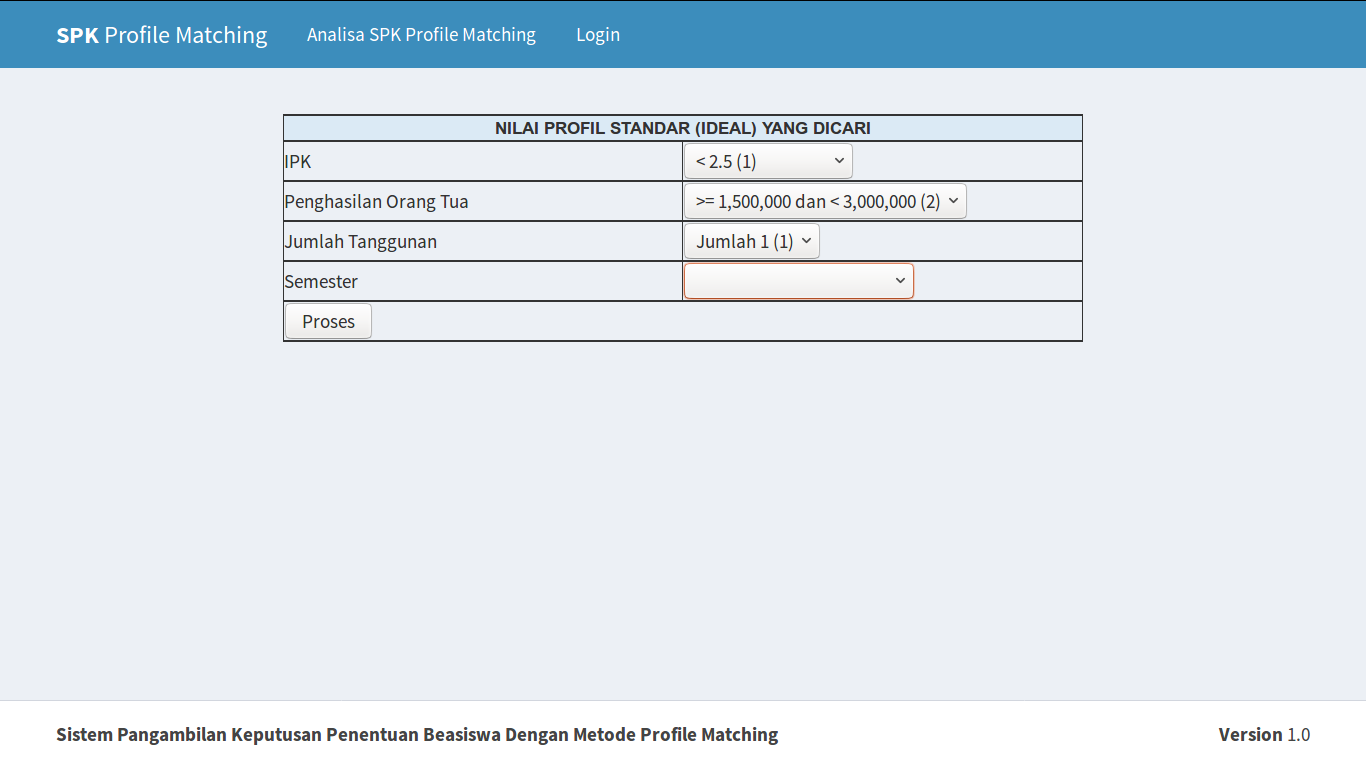 SPK Profile Matching Analisa SPK Profile Matching Login
NILAI PROFIL STANDAR (IDEAL) YANG DICARI
IPK < 2.5 (1)
Penghasilan Orang Tua >= 1,500,000 dan < 3,000,000 (2)
Jumlah Tanggunan Jumlah 1 (1)
Semester
Proses
Sistem Pangambilan Keputusan Penentuan Beasiswa Dengan Metode Profile Matching Version 1.0